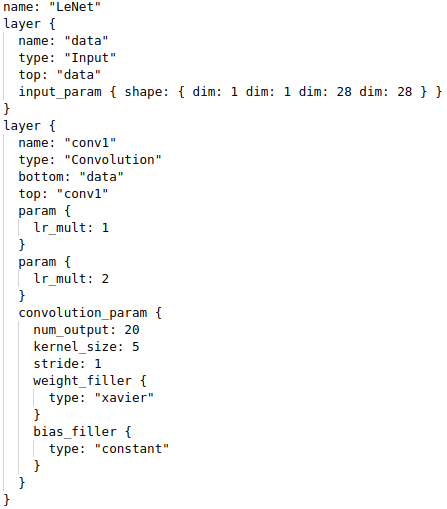 name: "LeNet"
layer {
  name: "data"
  type: "Input"
  top: "data"
  input_param { shape: { dim: 1 dim: 1 dim: 28 dim: 28 } }
}
layer {
  name: "conv1"
  type: "Convolution"
  bottom: "data"
  top: "conv1"
  param {
    lr_mult: 1
  }
  param {
    lr_mult: 2
  }
  convolution_param {
    num_output: 20
    kernel_size: 5
    stride: 1
    weight_filler {
      type: "xavier"
    }
    bias_filler {
      type: "constant"
    }
  }
}